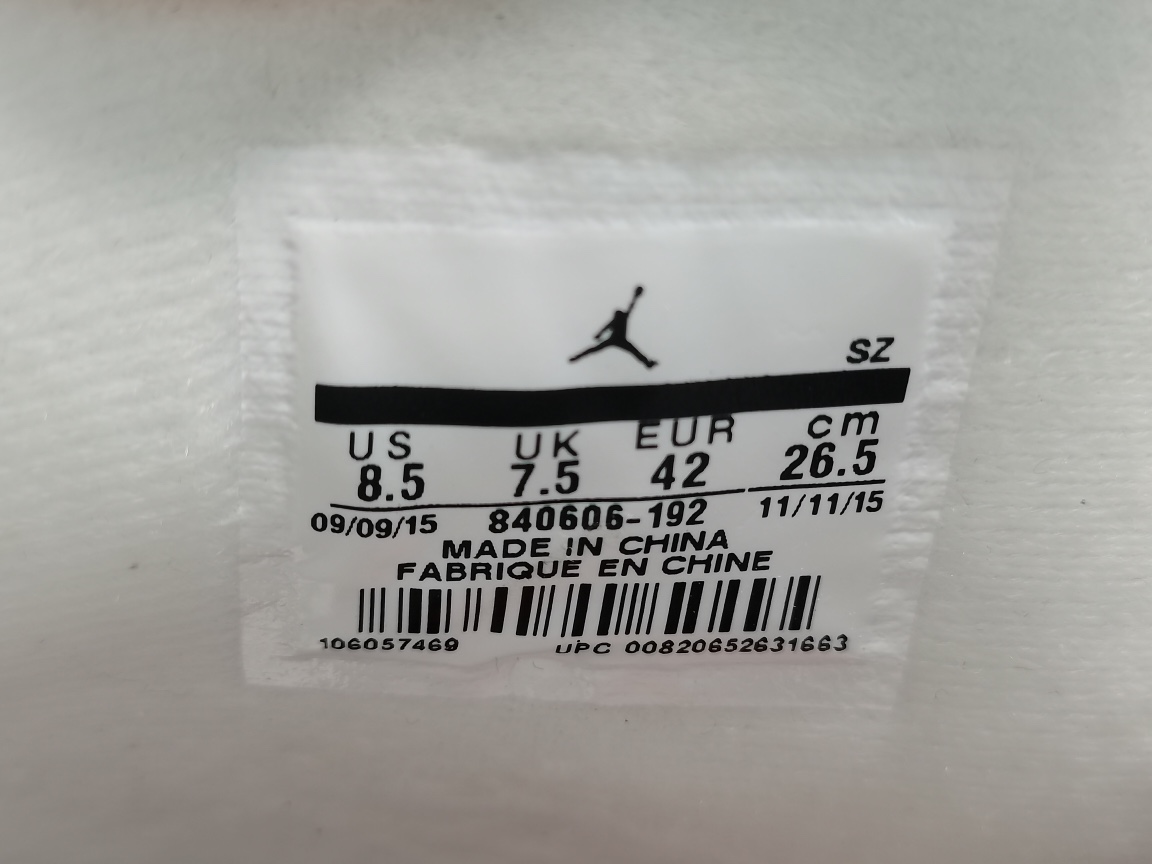 SZ
US UK EUR cm
8.5 7.5 42 26.5
09/09/15 840606-192 11/11/15
MADE IN CHINA
FABRIQUE EN CHINE
106057469 UPC 00820652631663